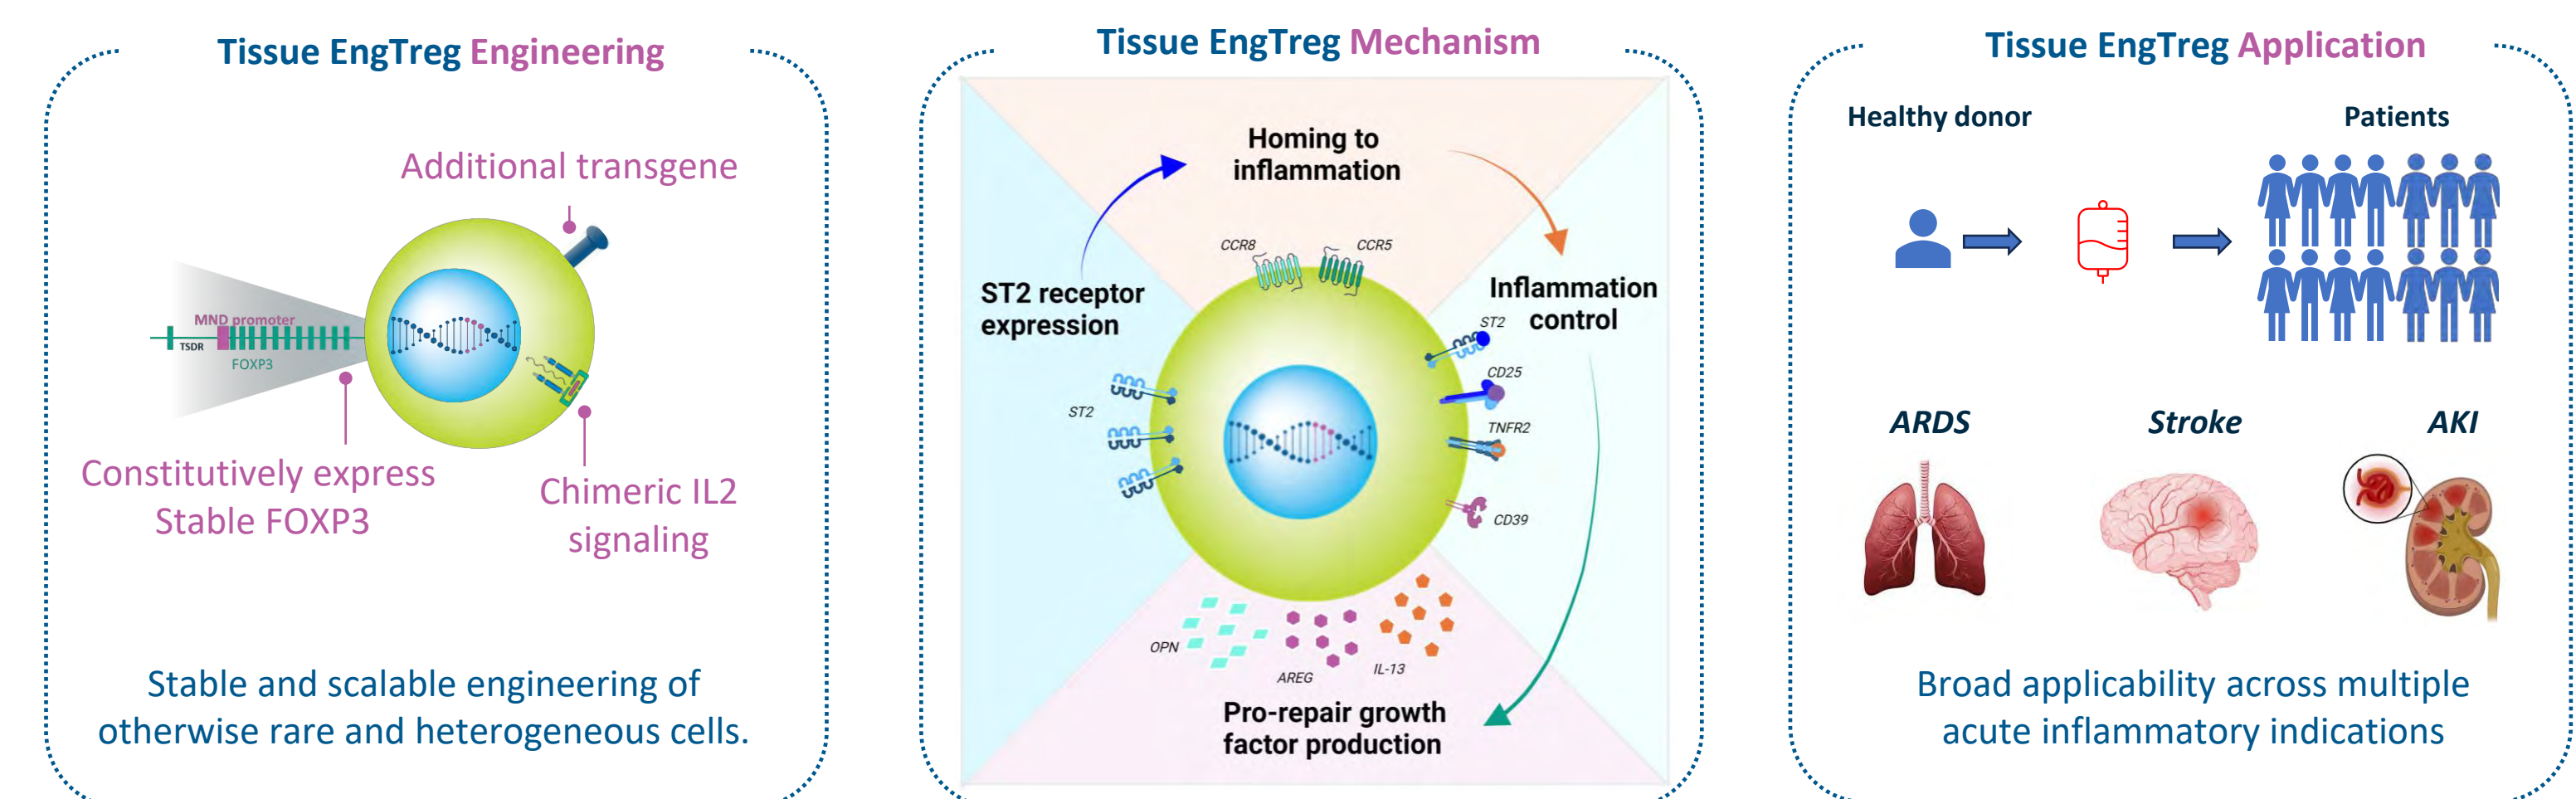 Tissue EngTreg Engineering
Additional transgene
MND promoter
TSDR
FOXP3
Constitutively express
Stable FOXP3
Chimeric IL2
signaling
Stable and scalable engineering of
otherwise rare and heterogeneous cells.
Tissue EngTreg Mechanism
Homing to
inflammation
CCR8
CCR5
ST2 receptor
expression
Inflammation
control
ST2
CD25
ST2
TNFR2
CD39
OPN
AREG
IL-13
Pro-repair growth
factor production
Tissue EngTreg Application
Healthy donor
Patients
ARDS
Stroke
AKI
Broad applicability across multiple
acute inflammatory indications